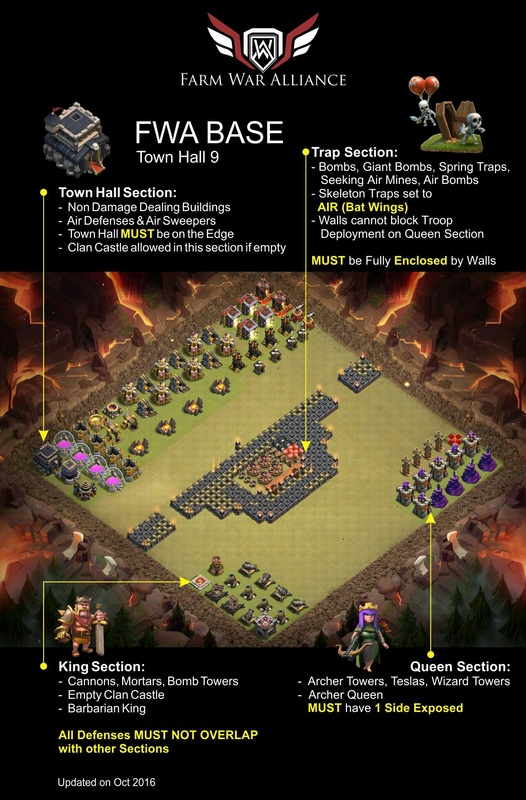 FARM WAR ALLIANCE
FWA BASE
Town Hall 9
Town Hall Section:
- Non Damage Dealing Buildings
- Air Defenses & Air Sweepers
- Town Hall MUST be on the Edge
- Clan Castle allowed in this section if empty
Trap Section:
- Bombs, Giant Bombs, Spring Traps,
Seeking Air Mines, Air Bombs
- Skeleton Traps set to
AIR (Bat Wings)
- Walls cannot block Troop
Deployment on Queen Section
MUST be Fully Enclosed by Walls
King Section:
- Cannons, Mortars, Bomb Towers
- Empty Clan Castle
- Barbarian King
All Defenses MUST NOT OVERLAP
with other Sections
Queen Section:
- Archer Towers, Teslas, Wizard Towers
- Archer Queen
MUST have 1 Side Exposed
Updated on Oct 2016